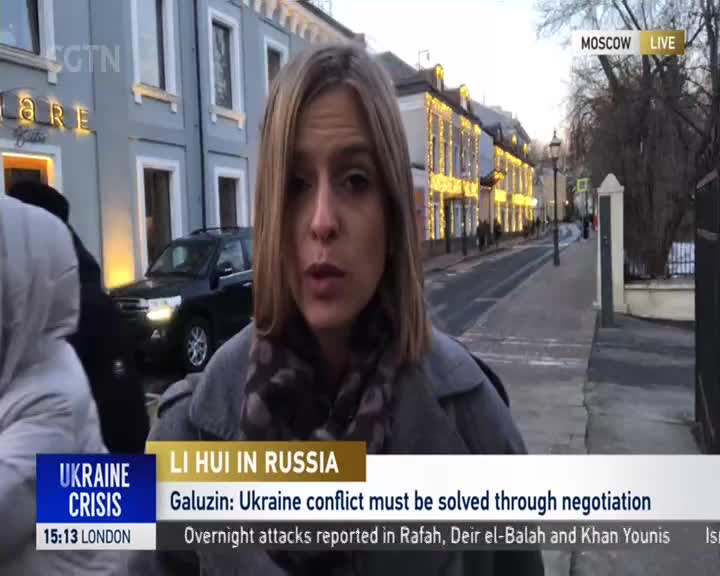 CGTN
MOSCOW LIVE
ARE
LI HUI IN RUSSIA
UKRAINE
CRISIS
Galuzin: Ukraine conflict must be solved through negotiation
15:13 LONDON
Overnight attacks reported in Rafah, Deir el-Balah and Khan Younis